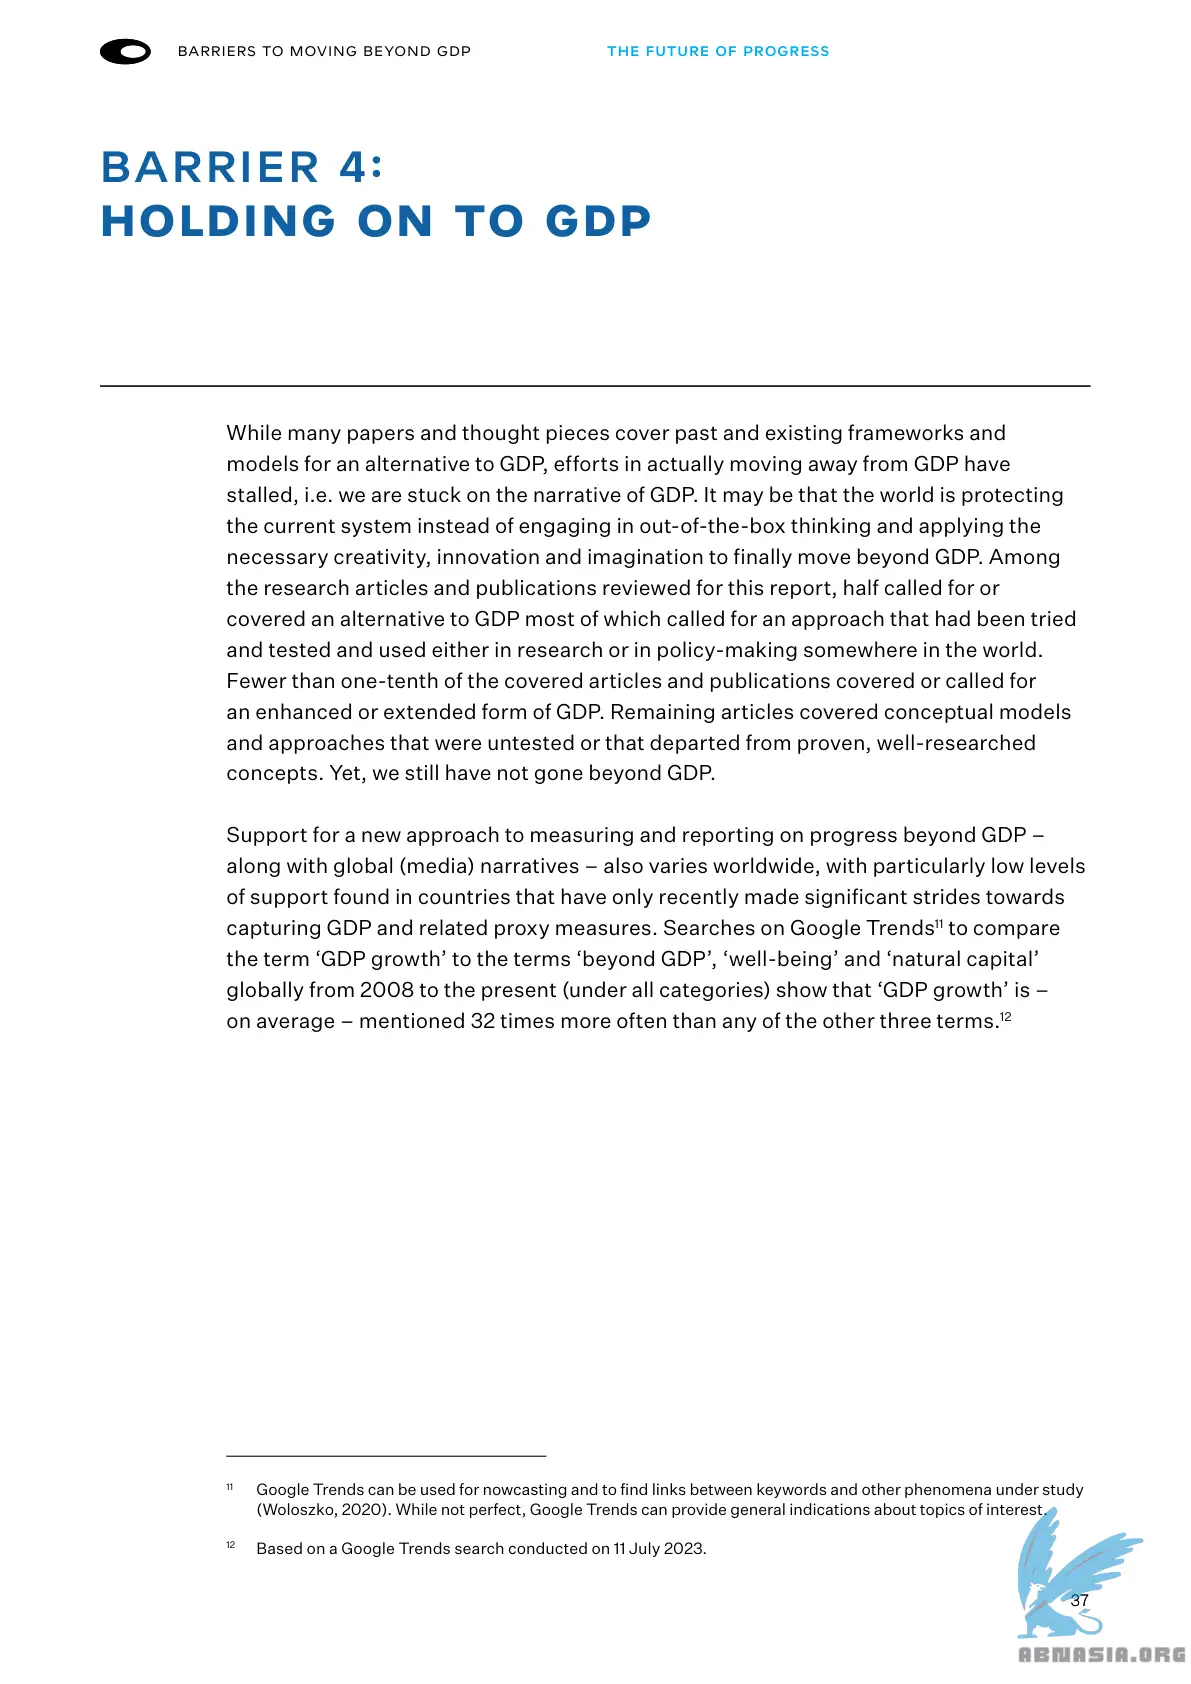 BARRIERS TO MOVING BEYOND GDP
THE FUTURE OF PROGRESS
BARRIER 4:
HOLDING ON TO GDP
While many papers and thought pieces cover past and existing frameworks and
models for an alternative to GDP, efforts in actually moving away from GDP have
stalled, i.e. we are stuck on the narrative of GDP. It may be that the world is protecting
the current system instead of engaging in out-of-the-box thinking and applying the
necessary creativity, innovation and imagination to finally move beyond GDP. Among
the research articles and publications reviewed for this report, half called for or
covered an alternative to GDP most of which called for an approach that had been tried
and tested and used either in research or in policy-making somewhere in the world.
Fewer than one-tenth of the covered articles and publications covered or called for
an enhanced or extended form of GDP. Remaining articles covered conceptual models
and approaches that were untested or that departed from proven, well-researched
concepts. Yet, we still have not gone beyond GDP.
Support for a new approach to measuring and reporting on progress beyond GDP –
along with global (media) narratives – also varies worldwide, with particularly low levels
of support found in countries that have only recently made significant strides towards
capturing GDP and related proxy measures. Searches on Google Trends¹¹ to compare
the term ‘GDP growth’ to the terms ‘beyond GDP’, ‘well-being’ and ‘natural capital’
globally from 2008 to the present (under all categories) show that ‘GDP growth’ is –
on average – mentioned 32 times more often than any of the other three terms.¹²
¹¹ Google Trends can be used for nowcasting and to find links between keywords and other phenomena under study
(Woloszko, 2020). While not perfect, Google Trends can provide general indications about topics of interest.
¹² Based on a Google Trends search conducted on 11 July 2023.
37
ABNASIA.ORG